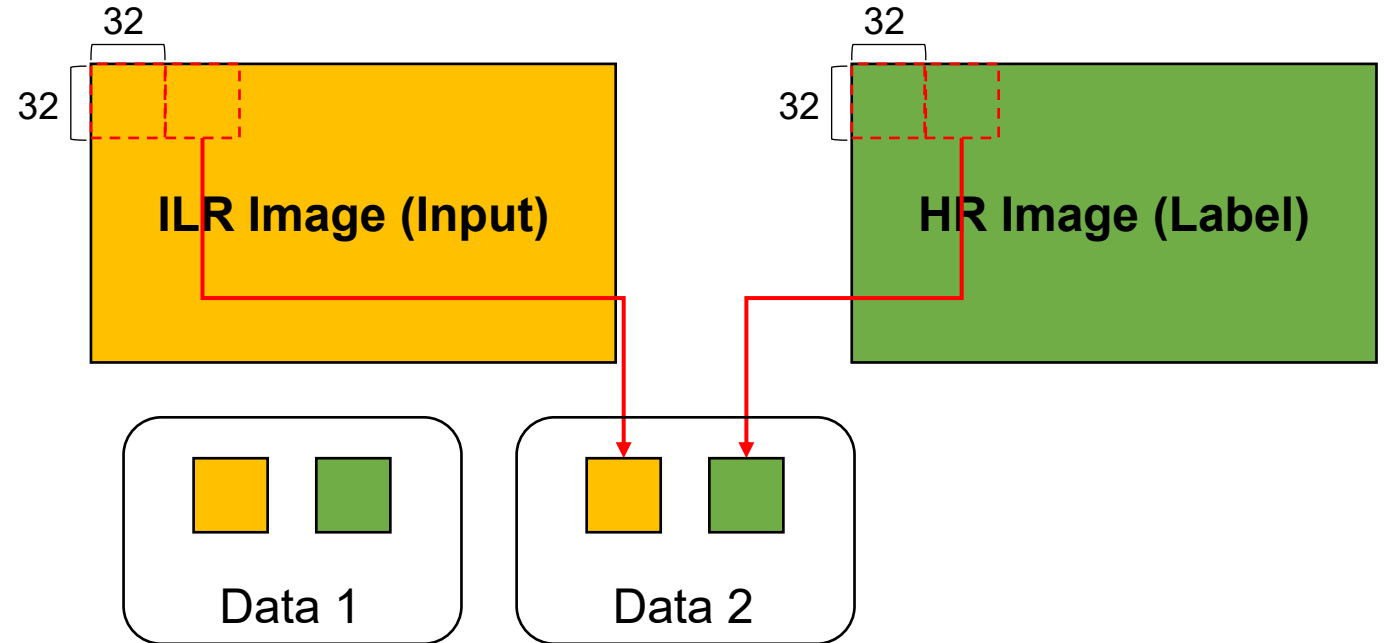 32
32
32
32
ILR Image (Input)
HR Image (Label)
Data 1
Data 2